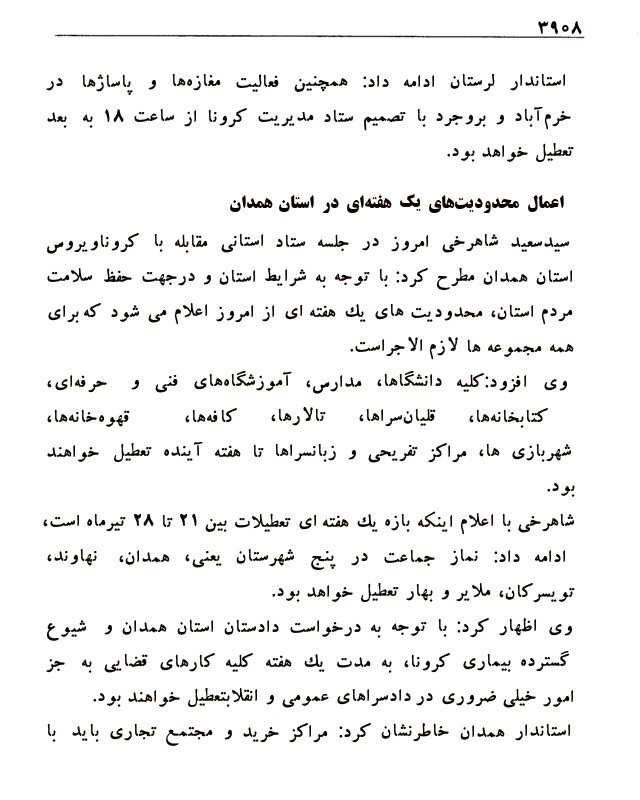 ۳۹۰۸
استاندار لرستان ادامه داد: همچنین فعالیت مغازه‌ها و پاساژها در
خرم‌آباد و بروجرد با تصمیم ستاد مدیریت کرونا از ساعت ۱۸ به بعد
تعطیل خواهد بود.
اعمال محدودیت‌های یک هفته‌ای در استان همدان
سیدسعید شاهرخی امروز در جلسه ستاد استانی مقابله با کروناویروس
استان همدان مطرح کرد: با توجه به شرایط استان و درجهت حفظ سلامت
مردم استان، محدودیت های یك هفته ای از امروز اعلام می شود که برای
همه مجموعه ها لازم الاجراست.
وی افزود:کلیه دانشگاها، مدارس، آموزشگاه‌های فنی و حرفه‌ای،
کتابخانه‌ها، قلیان‌سراها، تالارها، کافه‌ها، قهوه‌خانه‌ها،
شهربازی ها، مراکز تفریحی و زبانسراها تا هفته آینده تعطیل خواهند
بود.
شاهرخی با اعلام اینکه بازه یك هفته ای تعطیلات بین ۲۱ تا ۲۸ تیرماه است،
ادامه داد: نماز جماعت در پنج شهرستان یعنی، همدان، نهاوند،
تویسرکان، ملایر و بهار تعطیل خواهد بود.
وی اظهار کرد: با توجه به درخواست دادستان استان همدان و شیوع
گسترده بیماری کرونا، به مدت یك هفته کلیه کارهای قضایی به جز
امور خیلی ضروری در دادسراهای عمومی و انقلابتعطیل خواهند بود.
استاندار همدان خاطرنشان کرد: مراکز خرید و مجتمع تجاری باید با